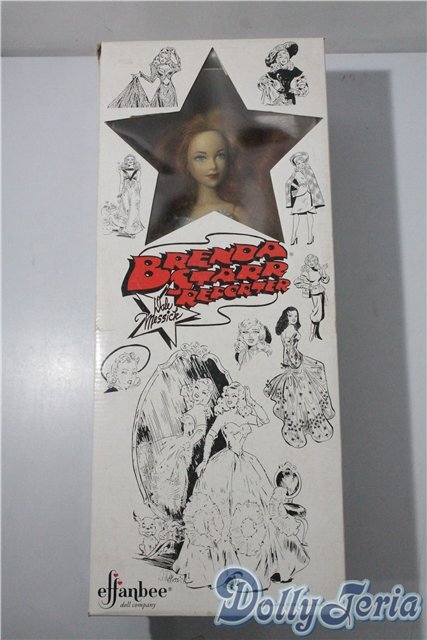 BRENDA
STARR
REPORTER
Dale
Messick
effanbee
doll company
DollyTeria